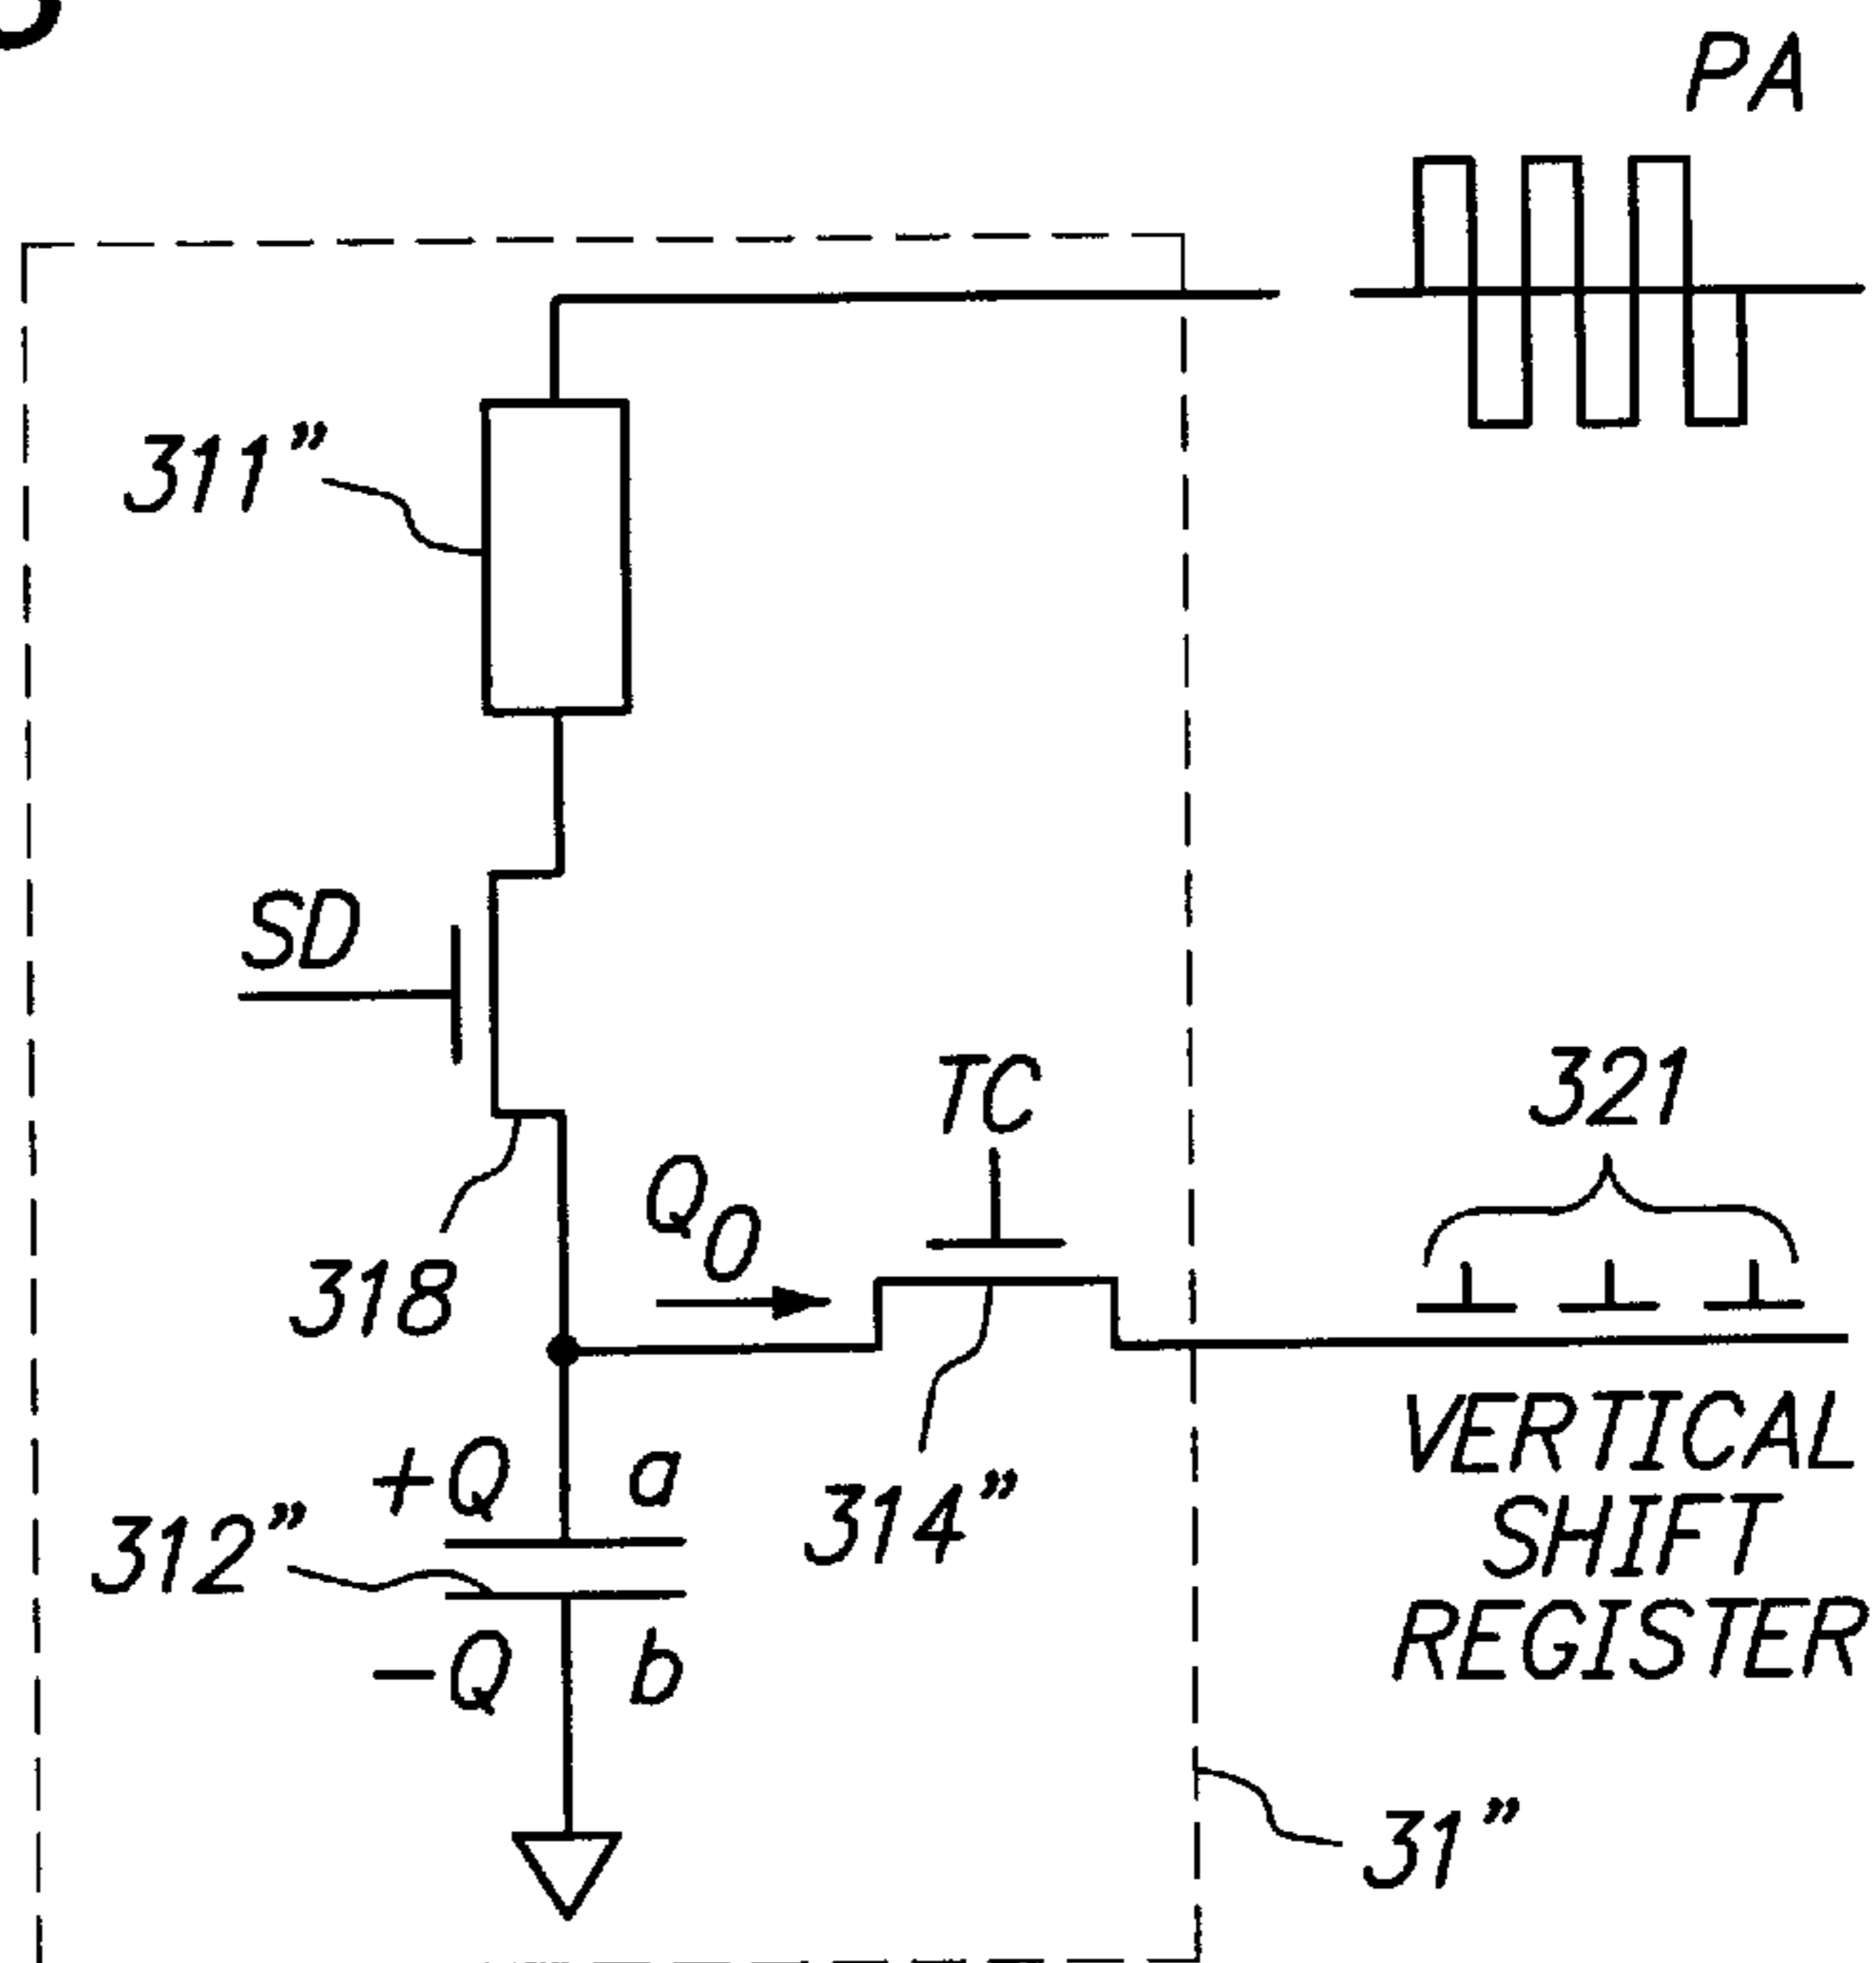 PA
311”
SD
TC
321
Q0
318
VERTICAL
SHIFT
REGISTER
+Q a
314”
312”
-Q b
31”